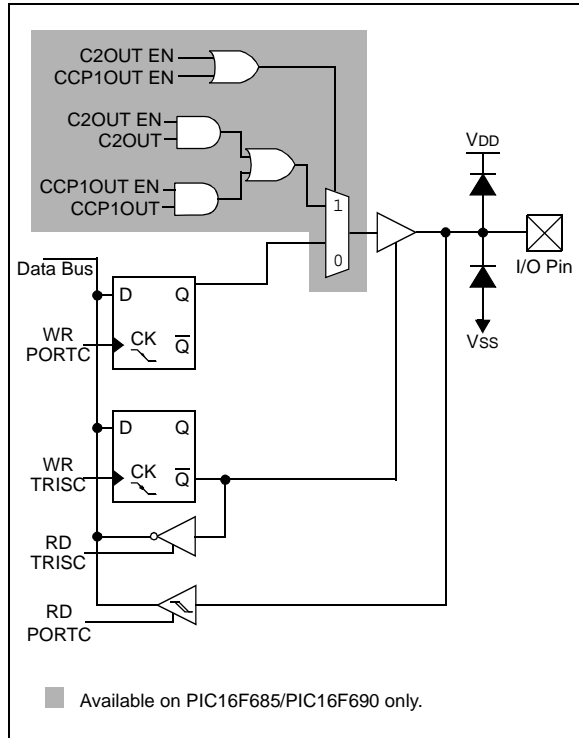 C2OUT EN
CCP1OUT EN
C2OUT EN
C2OUT
CCP1OUT EN
CCP1OUT
1
0
VDD
I/O Pin
VSS
Data Bus
D Q
CK Q
WR
PORTC
D Q
CK Q
WR
TRISC
RD
TRISC
RD
PORTC
Available on PIC16F685/PIC16F690 only.